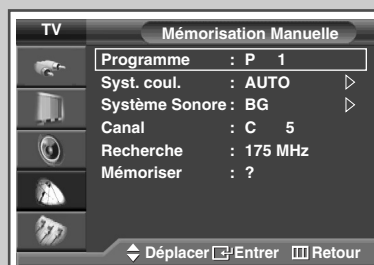 TV Mémorisation Manuelle
Programme : P 1
Syst. coul. : AUTO
Système Sonore : BG
Canal : C 5
Recherche : 175 MHz
Mémoriser : ?
Déplacer Entrer Retour